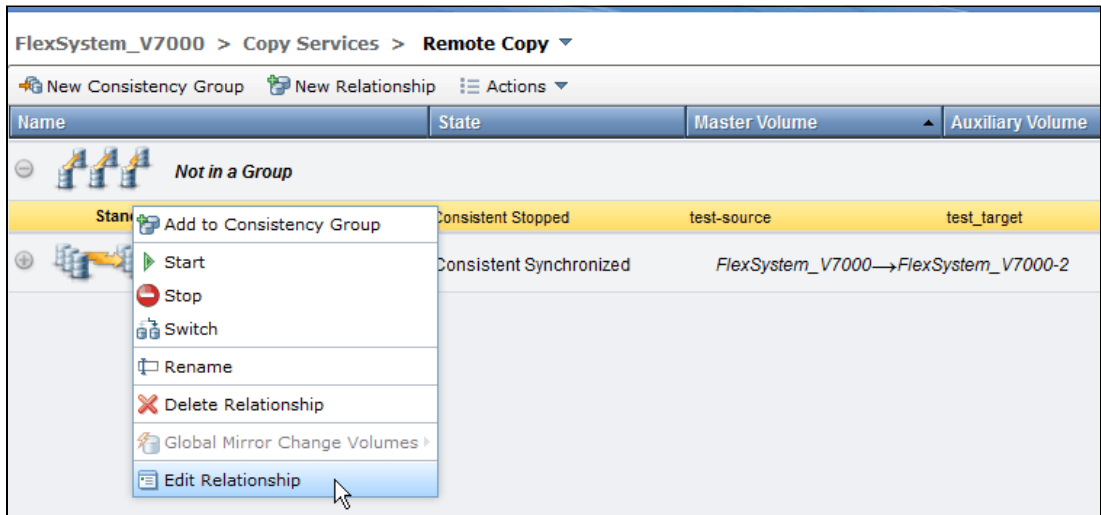 FlexSystem_V7000 > Copy Services > Remote Copy
New Consistency Group New Relationship Actions
Name State Master Volume Auxiliary Volume
Not in a Group
Stan Consistent Stopped test-source test_target
Add to Consistency Group
Start
Consistent Synchronized FlexSystem_V7000→FlexSystem_V7000-2
Stop
Switch
Rename
Delete Relationship
Global Mirror Change Volumes
Edit Relationship